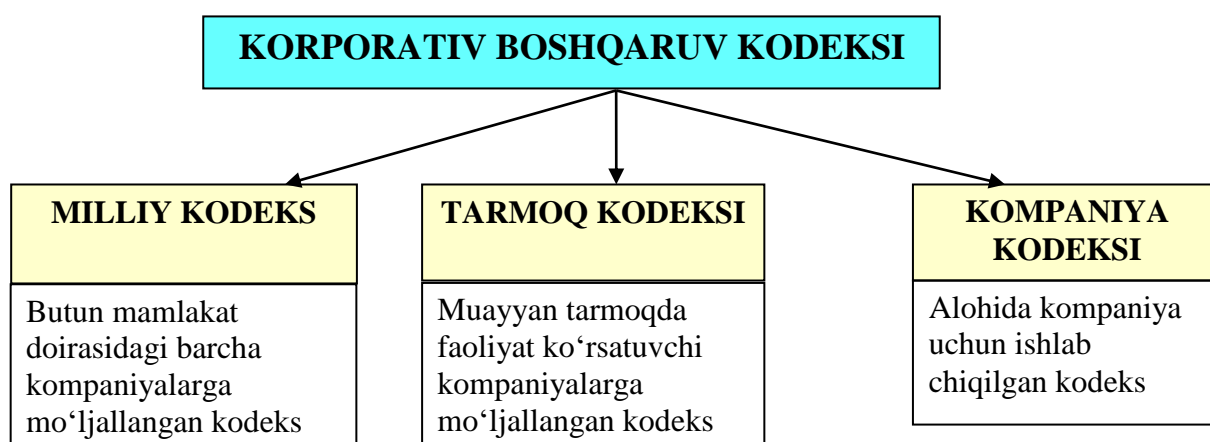 KORPORATIV BOSHQARUV KODEKSI
MILLIY KODEKS
Butun mamlakat
doirasidagi barcha
kompaniyalarga
mo‘ljallangan kodeks
TARMOQ KODEKSI
Muayyan tarmoqda
faoliyat ko‘rsatuvchi
kompaniyalarga
mo‘ljallangan kodeks
KOMPANIYA
KODEKSI
Alohida kompaniya
uchun ishlab
chiqilgan kodeks